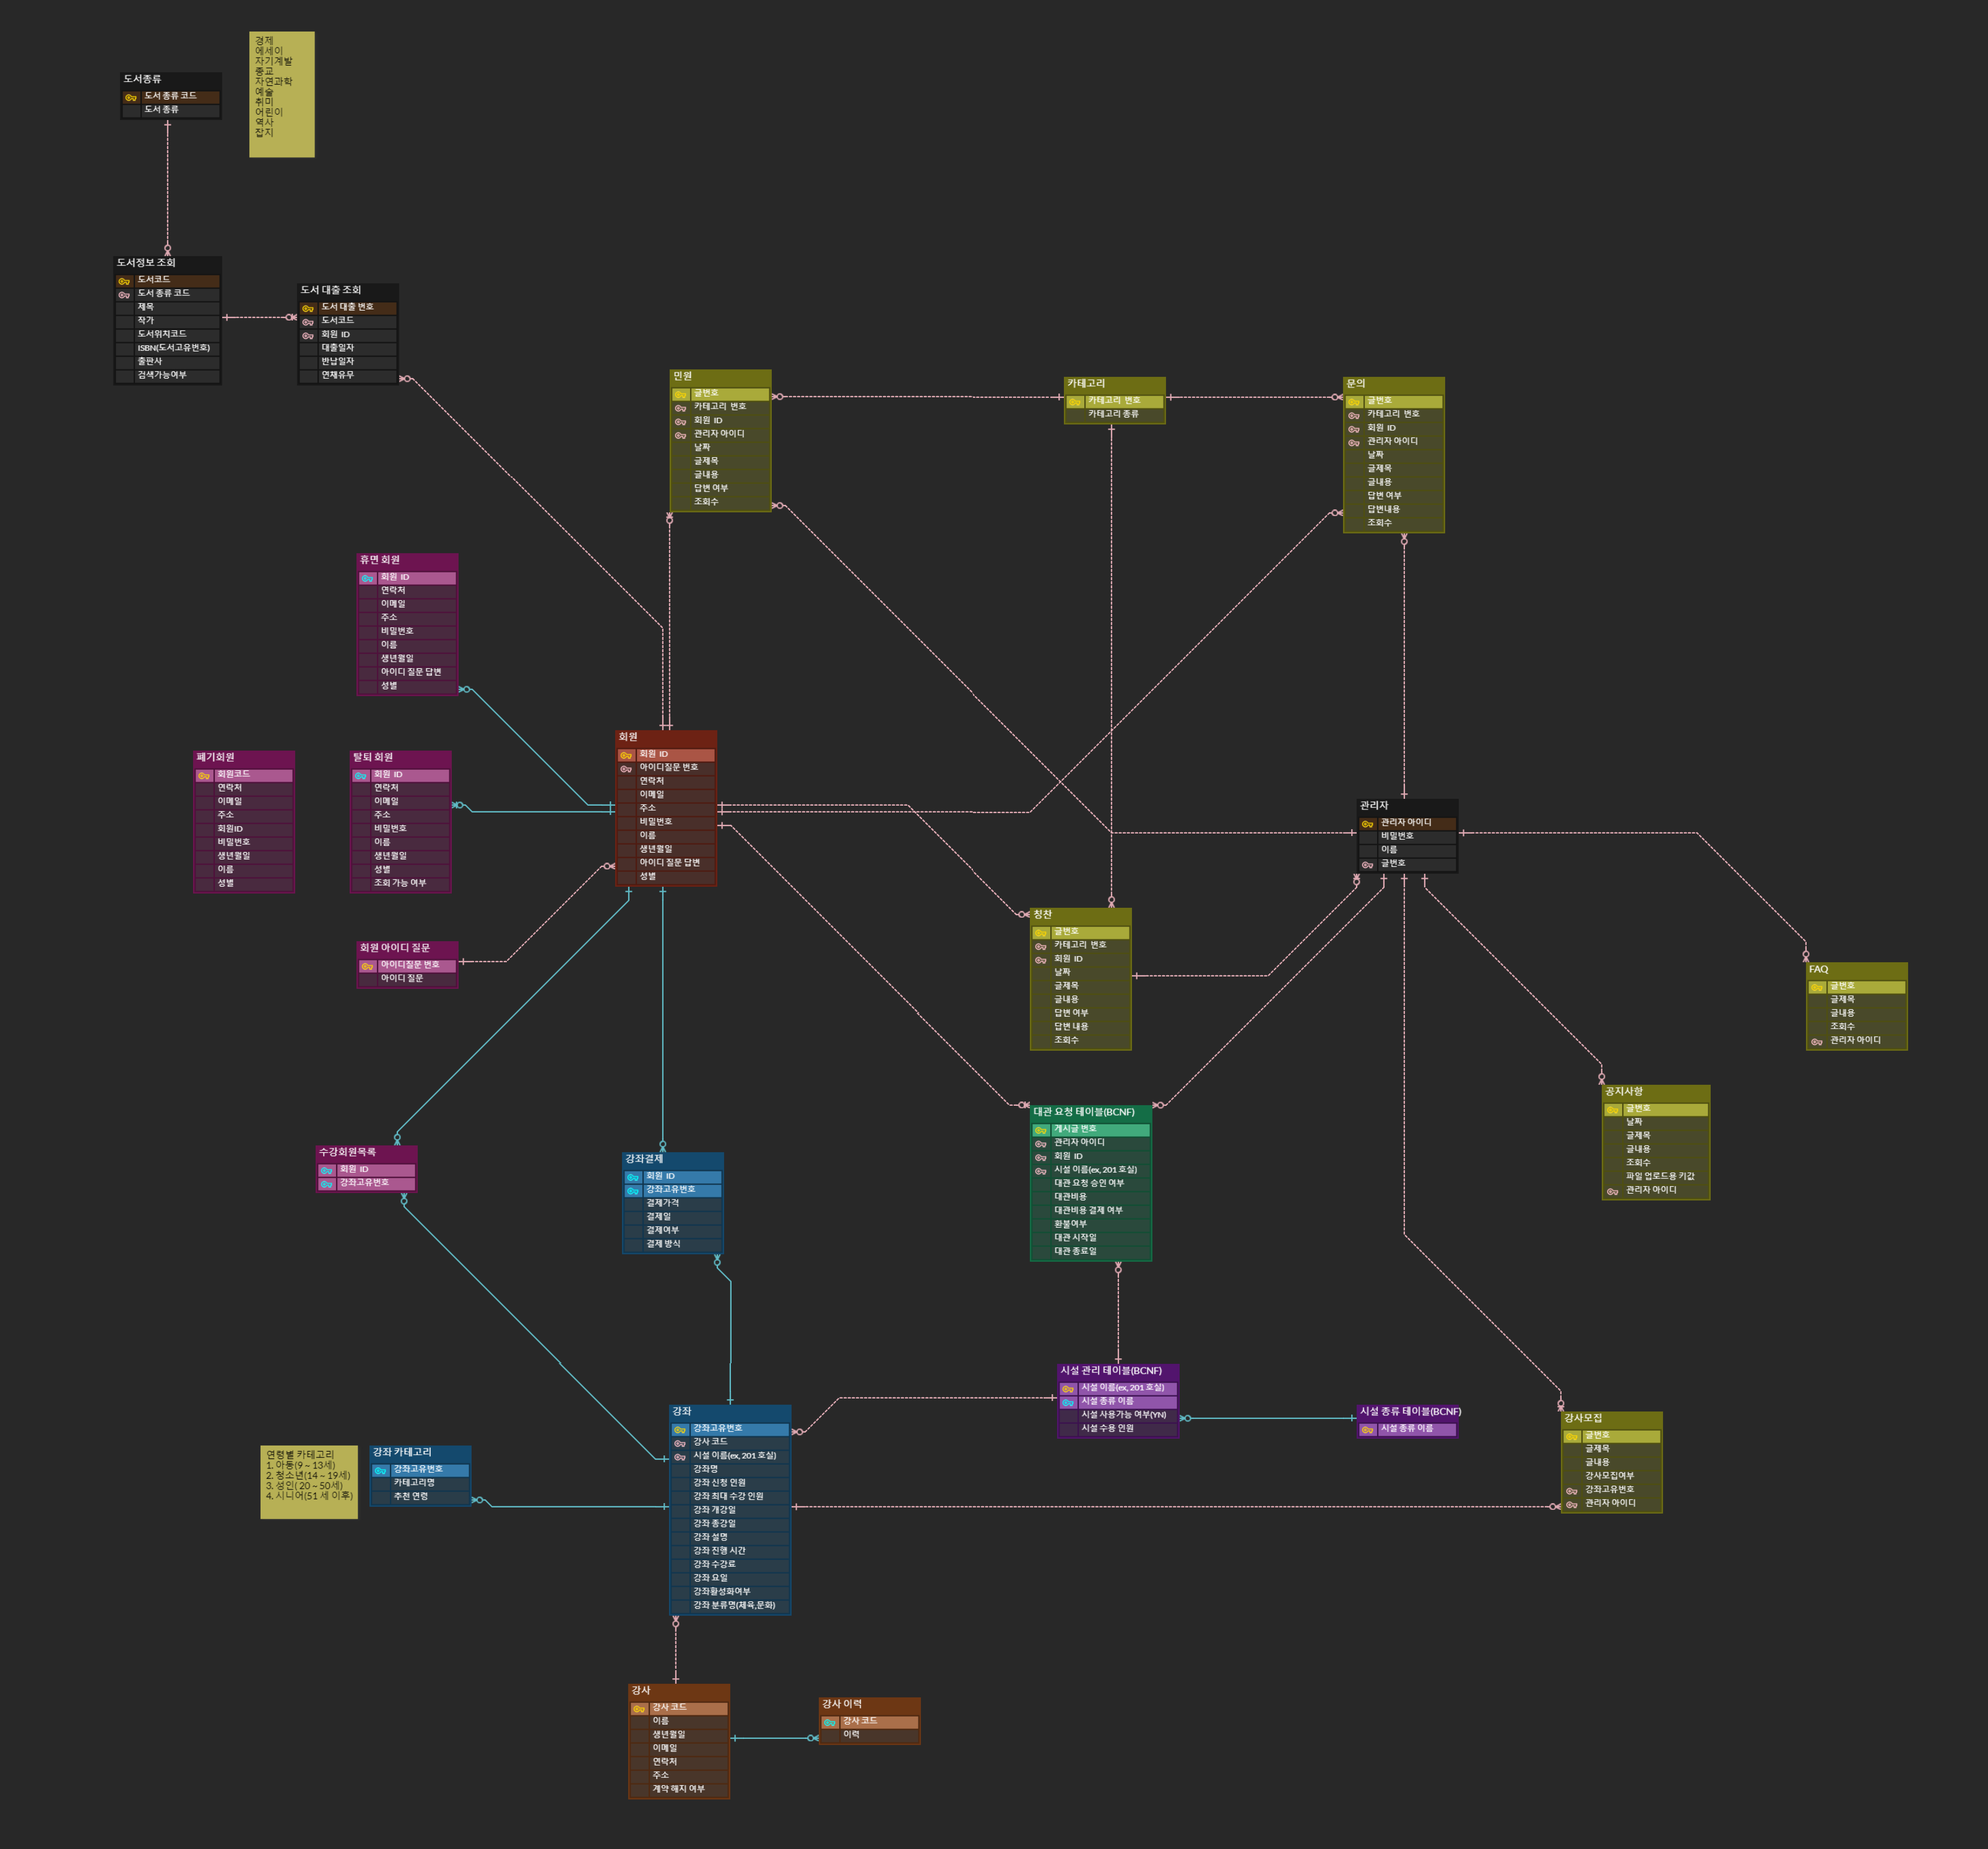 경제
에세이
자기계발
종교
자연과학
예술
취미
어린이
역사
잡지
도서종류
도서 종류 코드
도서 종류
도서정보 조회
도서코드
도서 종류 코드
제목
작가
도서위치코드
ISBN(도서고유번호)
출판사
검색가능여부
도서 대출 조회
도서 대출 번호
도서코드
회원 ID
대출일자
반납일자
연체유무
민원
글번호
카테고리 번호
회원 ID
관리자 아이디
날짜
글제목
글내용
답변 여부
조회수
카테고리
카테고리 번호
카테고리 종류
문의
글번호
카테고리 번호
회원 ID
관리자 아이디
날짜
글제목
글내용
답변 여부
답변내용
조회수
휴면 회원
회원 ID
연락처
이메일
주소
비밀번호
이름
생년월일
아이디 질문 답변
성별
폐기회원
회원코드
연락처
이메일
주소
회원ID
비밀번호
생년월일
이름
성별
탈퇴 회원
회원 ID
연락처
이메일
주소
비밀번호
이름
생년월일
성별
조회 가능 여부
회원
회원 ID
아이디질문 번호
연락처
이메일
주소
비밀번호
이름
생년월일
아이디 질문 답변
성별
관리자
관리자 아이디
비밀번호
이름
글번호
회원 아이디 질문
아이디질문 번호
아이디 질문
칭찬
글번호
카테고리 번호
회원 ID
날짜
글제목
글내용
답변 여부
답변 내용
조회수
FAQ
글번호
글제목
글내용
조회수
관리자 아이디
공지사항
글번호
날짜
글제목
글내용
조회수
파일 업로드용 키값
관리자 아이디
수강회원목록
회원 ID
강좌고유번호
강좌결제
회원 ID
강좌고유번호
결제가격
결제일
결제여부
결제 방식
대관 요청 테이블(BCNF)
게시글 번호
관리자 아이디
회원 ID
시설 이름(ex, 201 호실)
대관 요청 승인 여부
대관비용
대관비용 결제 여부
환불여부
대관 시작일
대관 종료일
시설 관리 테이블(BCNF)
시설 이름(ex, 201 호실)
시설 종류 이름
시설 사용가능 여부(YN)
시설 수용 인원
시설 종류 테이블(BCNF)
시설 종류 이름
강사모집
글번호
글제목
글내용
강사모집여부
강좌고유번호
관리자 아이디
연령별 카테고리
1. 아동(9 ~ 13세)
2. 청소년(14 ~ 19세)
3. 성인( 20 ~ 50세)
4. 시니어(51 세 이후)
강좌 카테고리
강좌고유번호
카테고리명
추천 연령
강좌
강좌고유번호
강사 코드
시설 이름(ex, 201 호실)
강좌명
강좌 신청 인원
강좌 최대 수강 인원
강좌 개강일
강좌 종강일
강좌 설명
강좌 진행 시간
강좌 수강료
강좌 요일
강좌활성화여부
강좌 분류명(체육,문화)
강사
강사 코드
이름
생년월일
이메일
연락처
주소
계약 해지 여부
강사 이력
강사 코드
이력